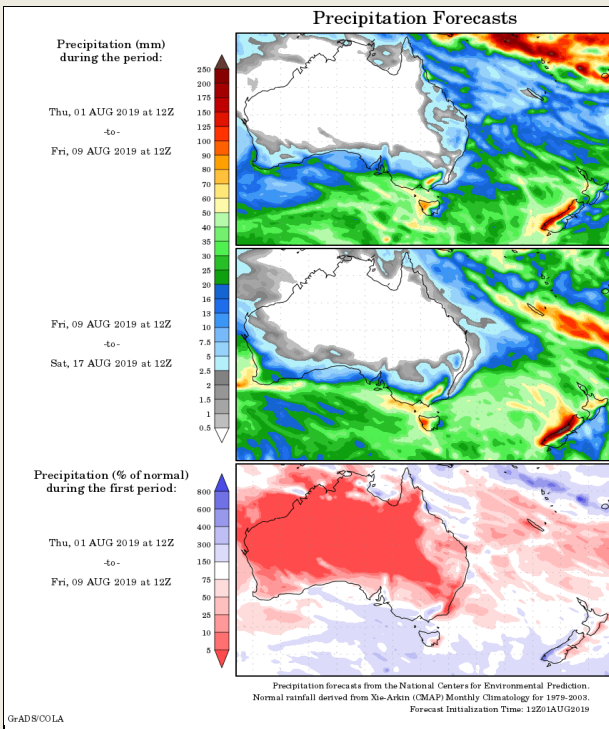 Precipitation Forecasts
Precipitation (mm)
during the period:
Thu, 01 AUG 2019 at 12Z
-to-
Fri, 09 AUG 2019 at 12Z
250
200
175
150
125
100
90
80
70
60
50
40
35
30
25
20
16
13
10
7.5
5
2.5
2
1.5
1
0.5
Fri, 09 AUG 2019 at 12Z
-to-
Sat, 17 AUG 2019 at 12Z
Precipitation (% of normal)
during the first period:
Thu, 01 AUG 2019 at 12Z
-to-
Fri, 09 AUG 2019 at 12Z
800
600
400
300
150
75
50
25
10
5
Precipitation forecasts from the National Centers for Environmental Prediction.
Normal rainfall derived from Xie-Arkin (CMAP) Monthly Climatology for 1979-2003.
Forecast Initialization Time: 12Z01AUG2019
GrADS/COLA